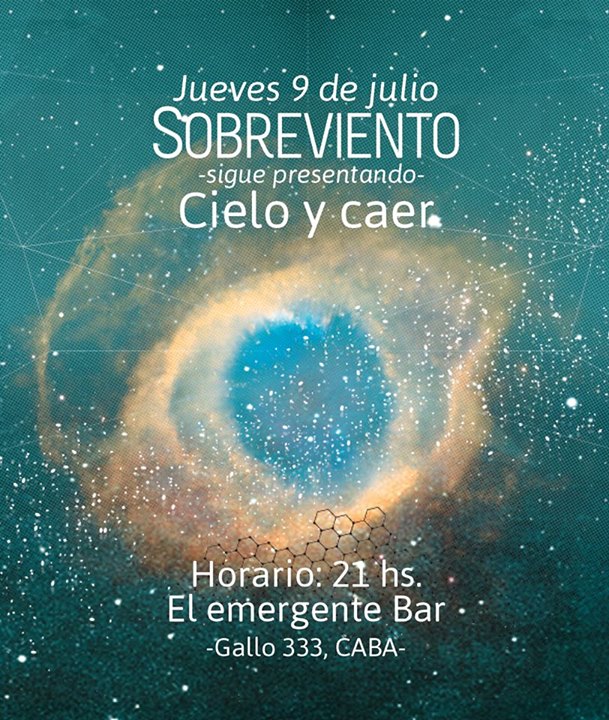 Jueves 9 de julio
SOBREVIENTO
-sigue presentando-
Cielo y caer
Horario: 21 hs.
El emergente Bar
-Gallo 333, CABA-